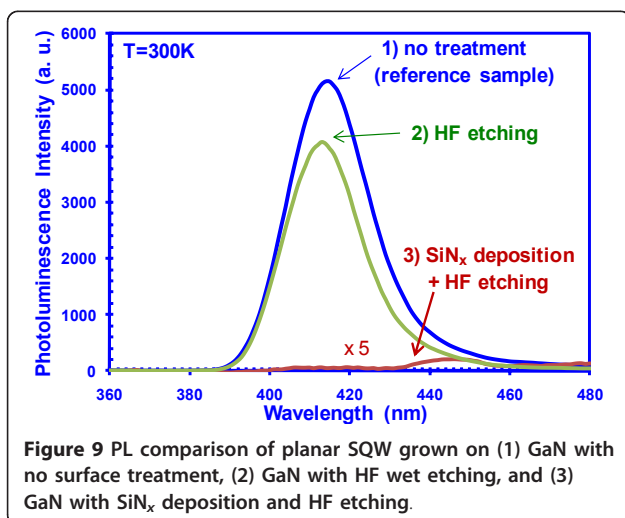 6000
5000
4000
3000
2000
1000
0
Photoluminescence Intensity (a. u.)
T=300K
1) no treatment
(reference sample)
2) HF etching
3) SiNx deposition
+ HF etching
x 5
360 380 400 420 440 460 480
Wavelength (nm)
Figure 9 PL comparison of planar SQW grown on (1) GaN with
no surface treatment, (2) GaN with HF wet etching, and (3)
GaN with SiNx deposition and HF etching.